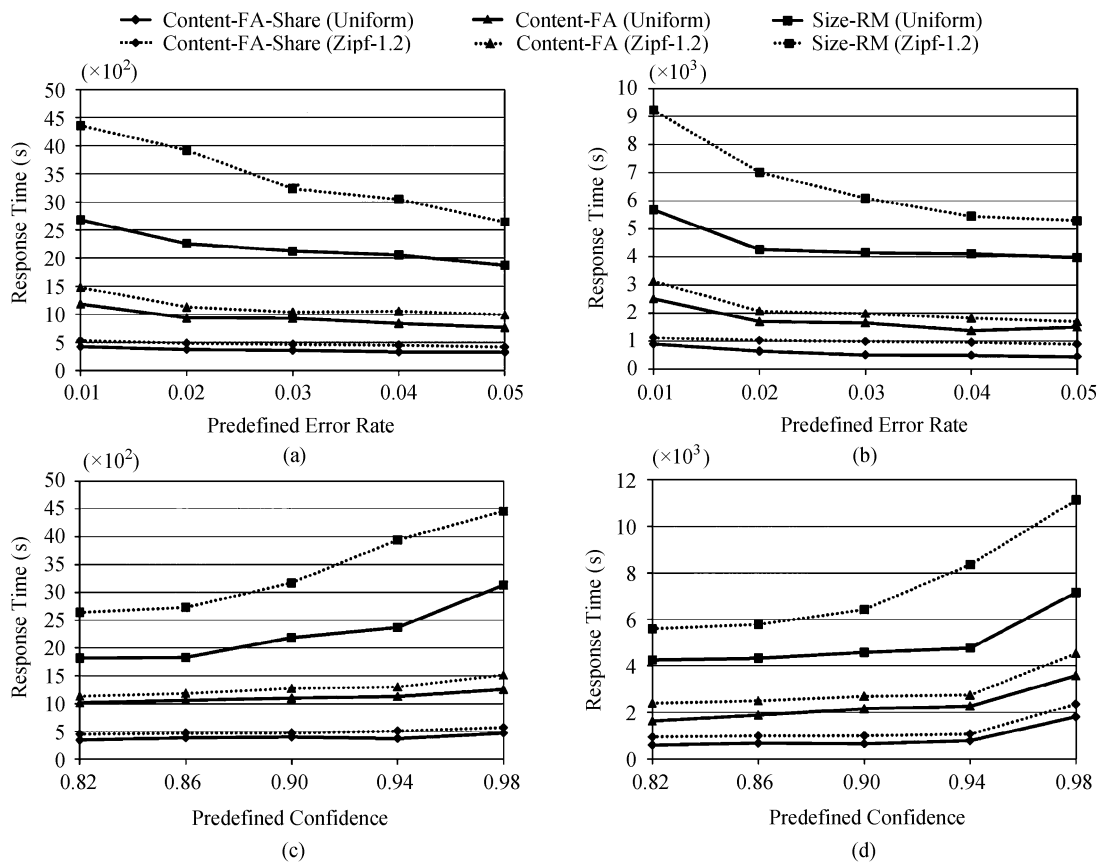 Content-FA-Share (Uniform) Content-FA (Uniform) Size-RM (Uniform)
Content-FA-Share (Zipf-1.2) Content-FA (Zipf-1.2) Size-RM (Zipf-1.2)
(×10²)
50
45
40
35
30
25
20
15
10
5
0
Response Time (s)
0.01 0.02 0.03 0.04 0.05
Predefined Error Rate
(a)
(×10³)
10
9
8
7
6
5
4
3
2
1
0
Response Time (s)
0.01 0.02 0.03 0.04 0.05
Predefined Error Rate
(b)
(×10²)
50
45
40
35
30
25
20
15
10
5
0
Response Time (s)
0.82 0.86 0.90 0.94 0.98
Predefined Confidence
(c)
(×10³)
12
10
8
6
4
2
0
Response Time (s)
0.82 0.86 0.90 0.94 0.98
Predefined Confidence
(d)